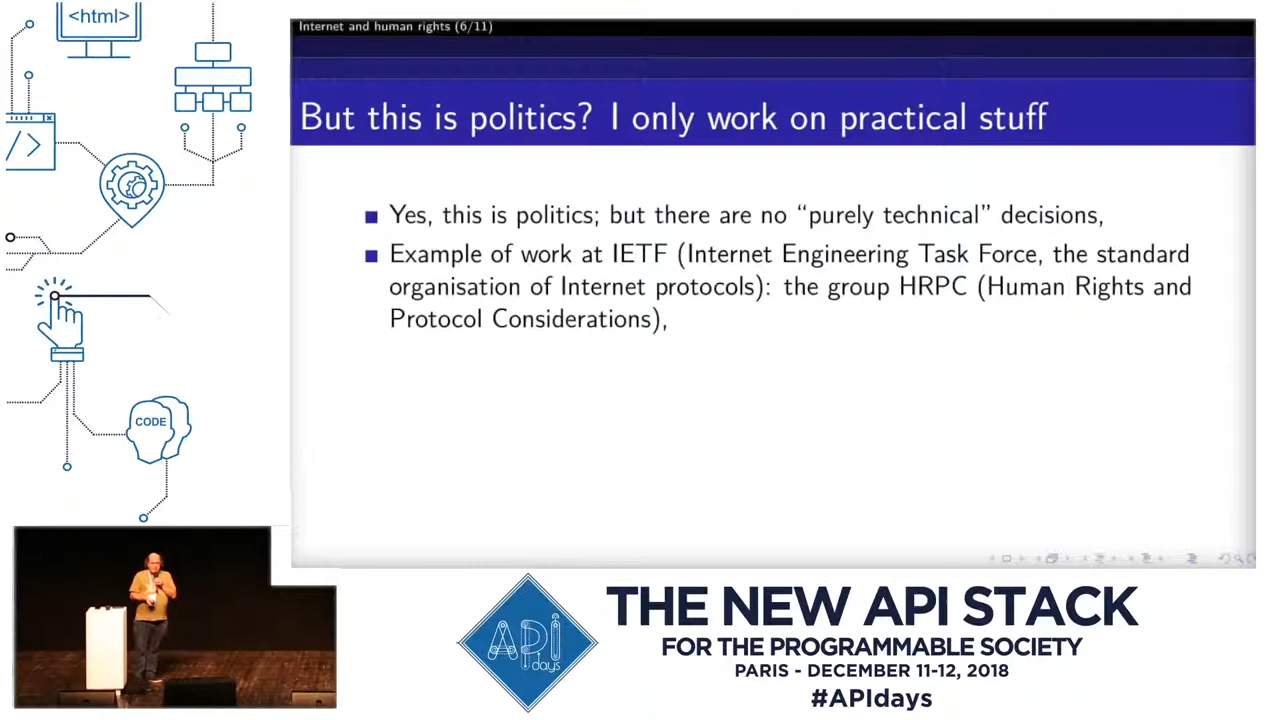 <html>
Internet and human rights (6/11)
But this is politics? I only work on practical stuff
Yes, this is politics; but there are no “purely technical” decisions,
Example of work at IETF (Internet Engineering Task Force, the standard
organisation of Internet protocols): the group HRPC (Human Rights and
Protocol Considerations),
</>
CODE
APi
days
THE NEW API STACK
FOR THE PROGRAMMABLE SOCIETY
PARIS - DECEMBER 11-12, 2018
#APIdays